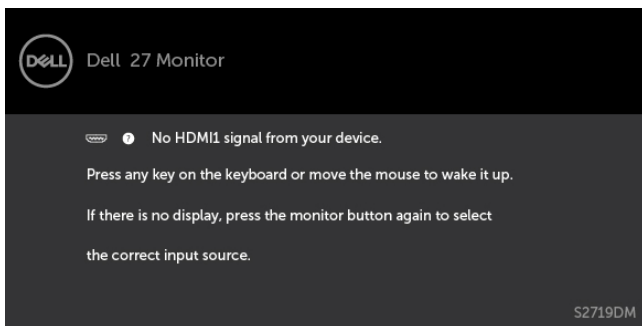 DELL
Dell 27 Monitor
? No HDMI1 signal from your device.
Press any key on the keyboard or move the mouse to wake it up.
If there is no display, press the monitor button again to select
the correct input source.
S2719DM